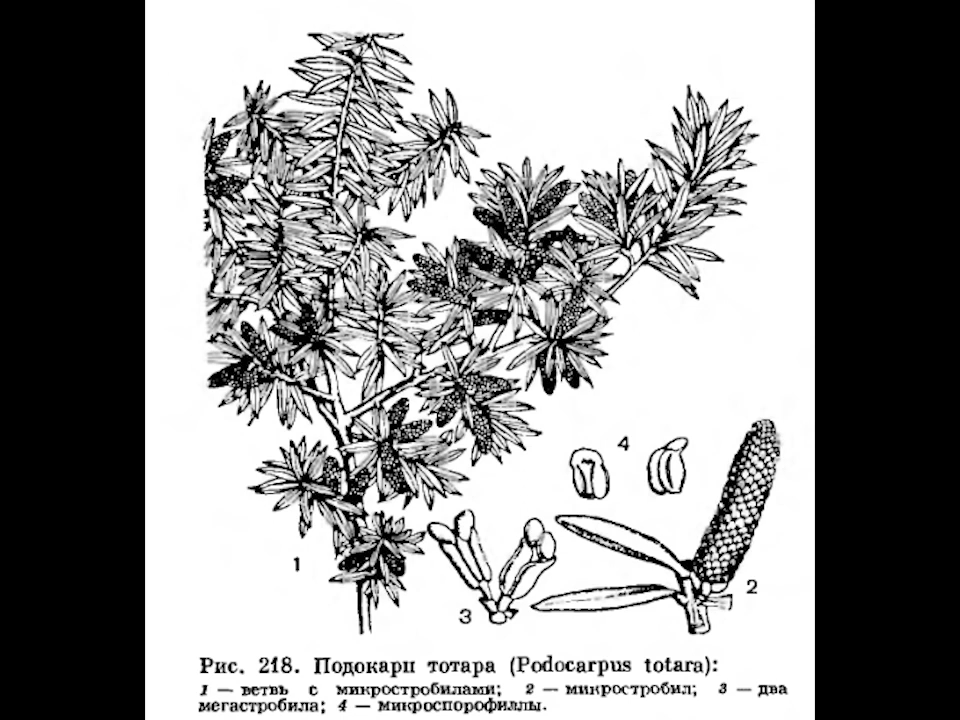 4
1
2
3
Рис. 218. Подокарп тотара (Podocarpus totara):
1 — ветвь с микростробилами; 2 — микростробил; 3 — два
мегастробила; 4 — микроспорофиллы.